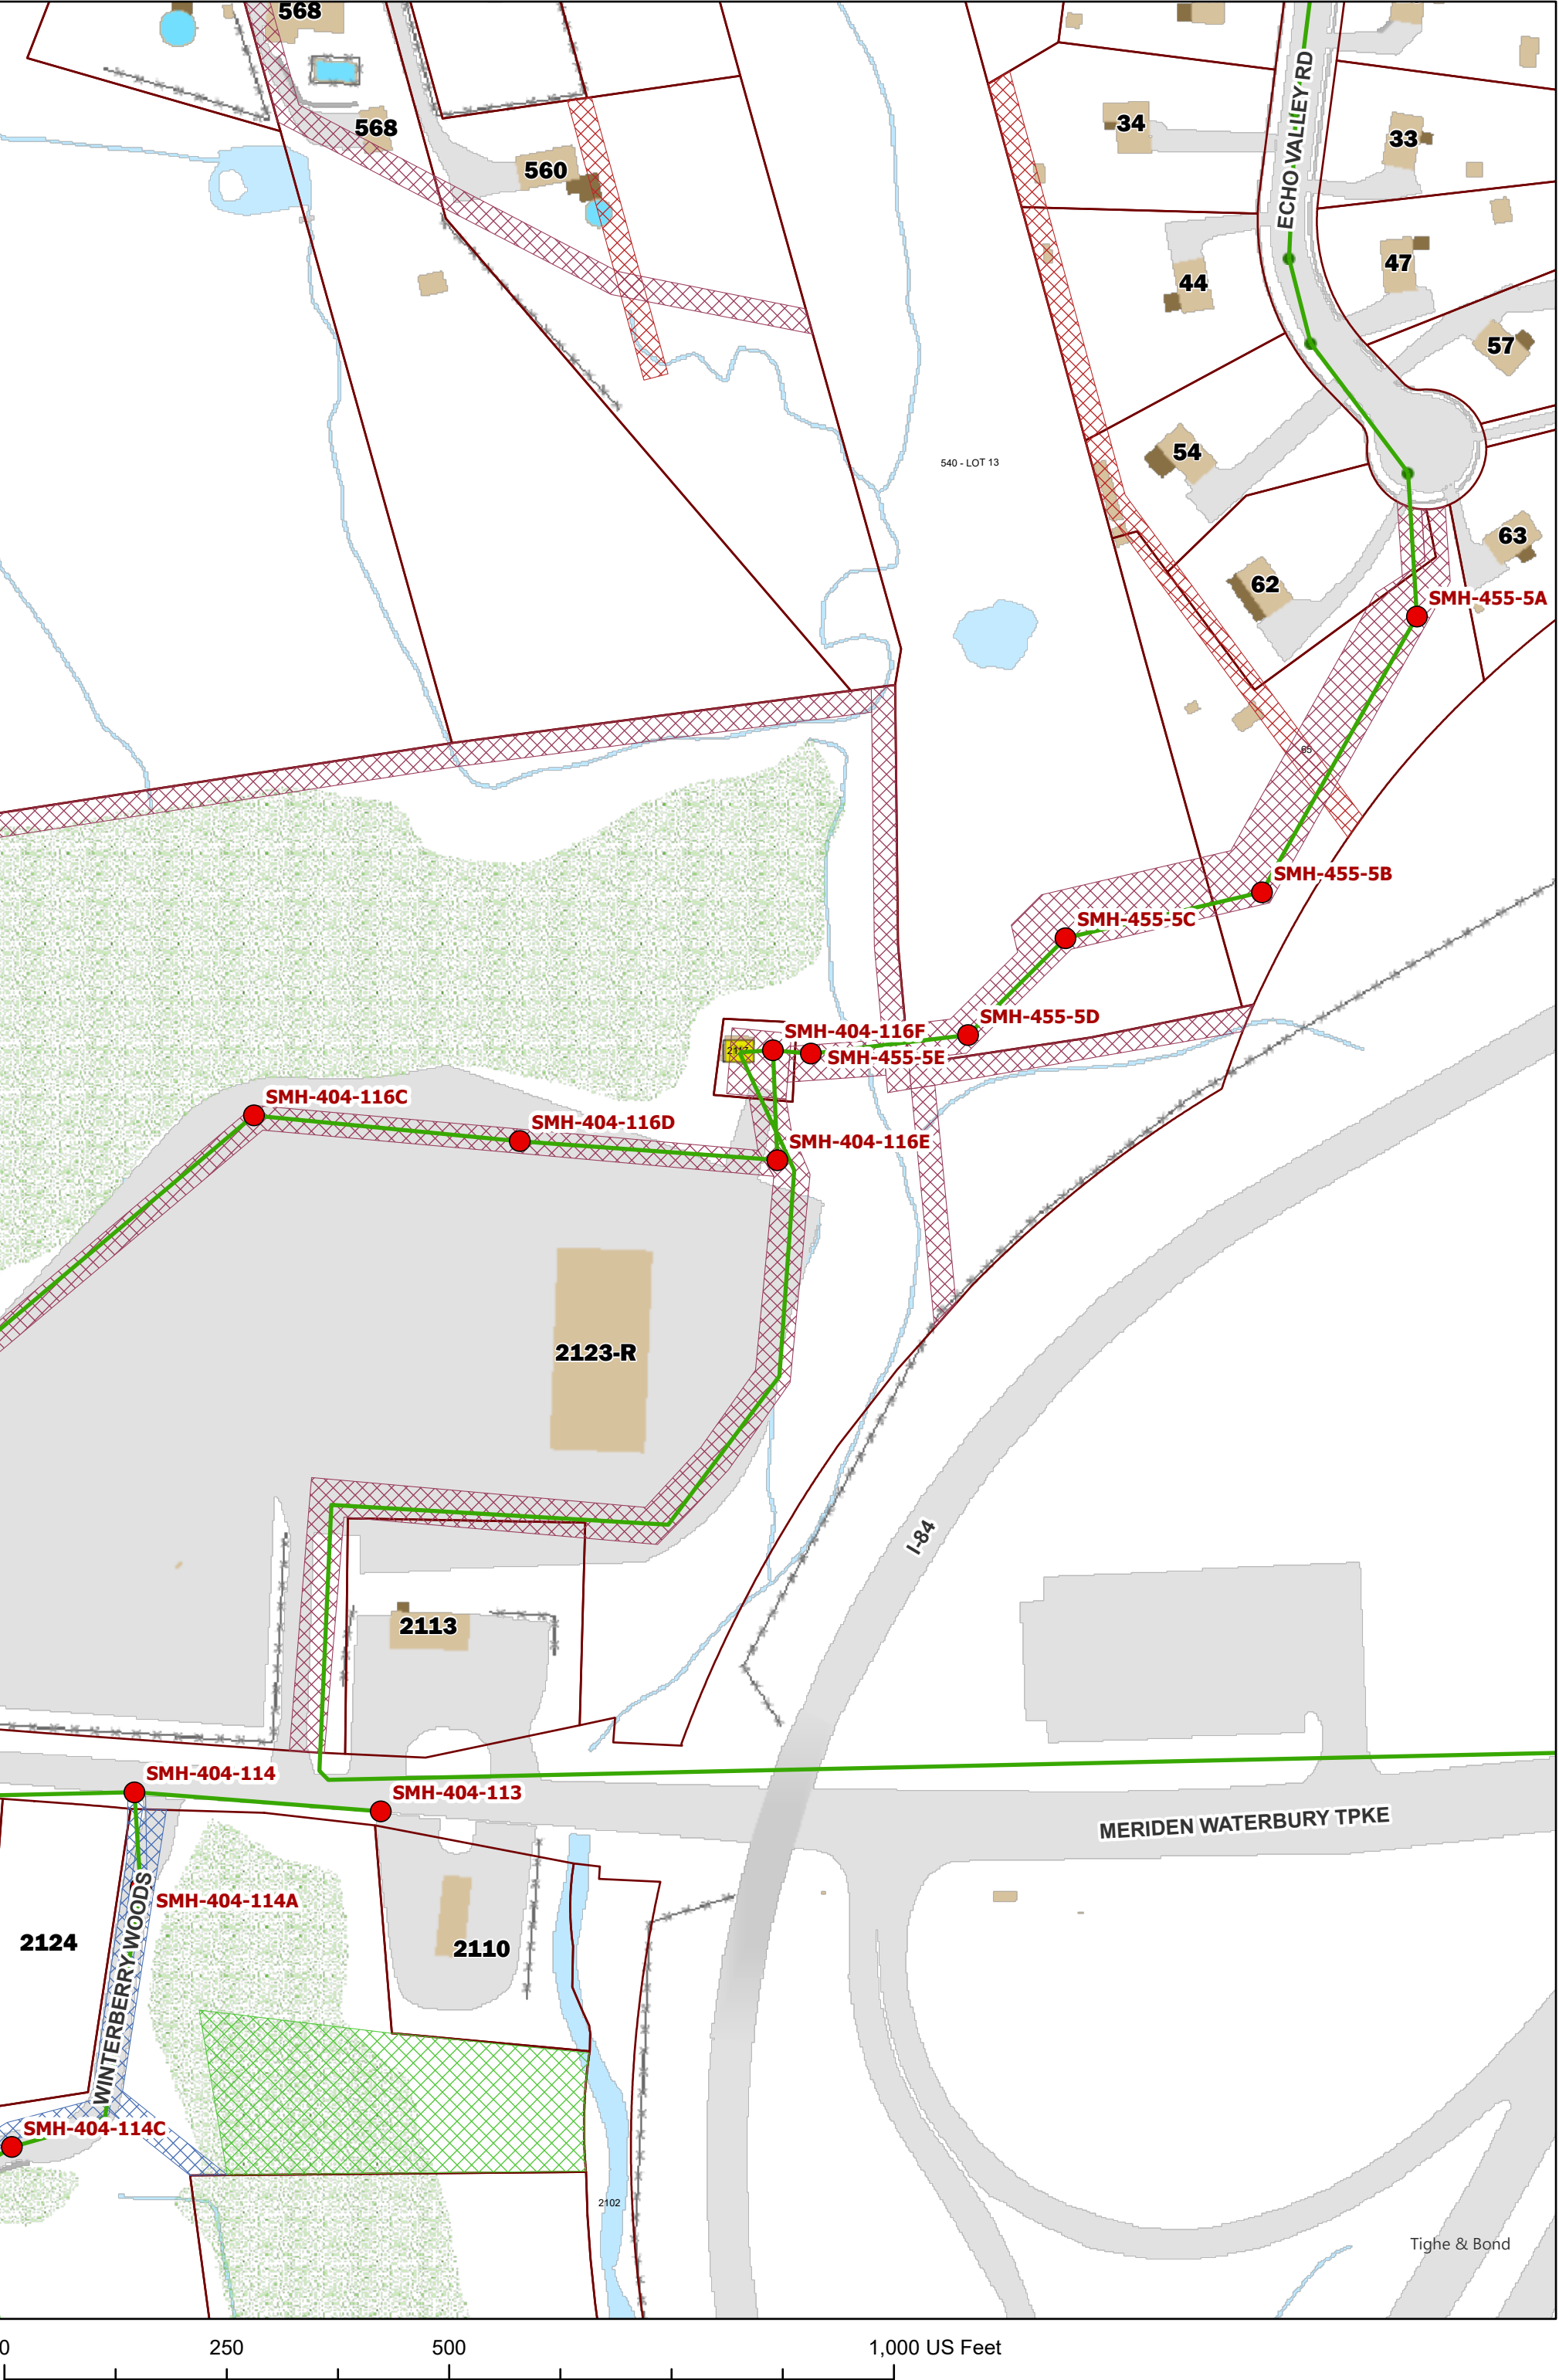 568
568
560
34
33
ECHO VALLEY RD
47
44
57
540 - LOT 13
54
63
62
SMH-455-5A
65
SMH-455-5B
SMH-455-5C
SMH-455-5D
SMH-404-116F
SMH-455-5E
SMH-404-116C
SMH-404-116D
SMH-404-116E
2123-R
I-84
2113
SMH-404-114
SMH-404-113
MERIDEN WATERBURY TPKE
SMH-404-114A
WINTERBERRY WOODS
2124
2110
SMH-404-114C
2102
Tighe & Bond
0
250
500
1,000 US Feet